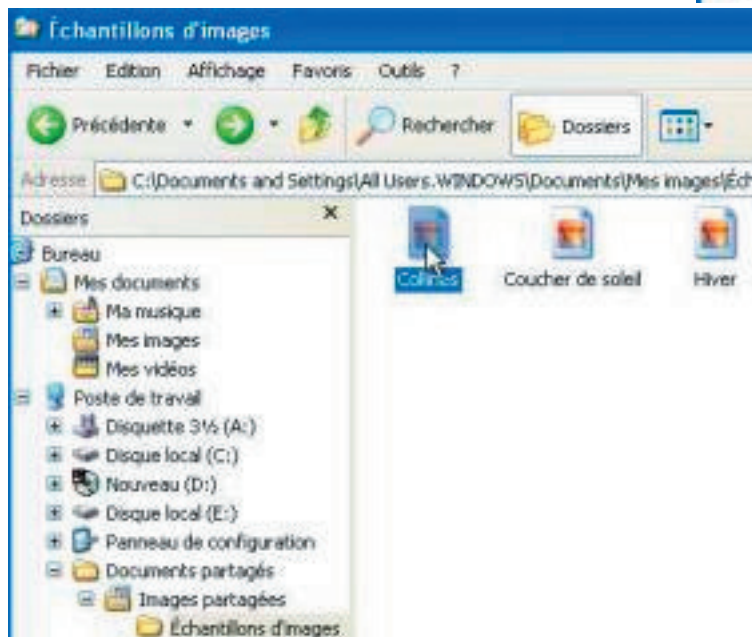 Échantillons d'images
Fichier Edition Affichage Favoris Outils ?
Précédente Rechercher Dossiers
Adresse C:\Documents and Settings\All Users.WINDOWS\Documents\Mes images\Éch
Dossiers
Bureau
Mes documents
Ma musique
Mes images
Mes vidéos
Poste de travail
Disquette 3½ (A:)
Disque local (C:)
Nouveau (D:)
Disque local (E:)
Panneau de configuration
Documents partagés
Images partagées
Échantillons d'images
Collines Coucher de soleil Hiver